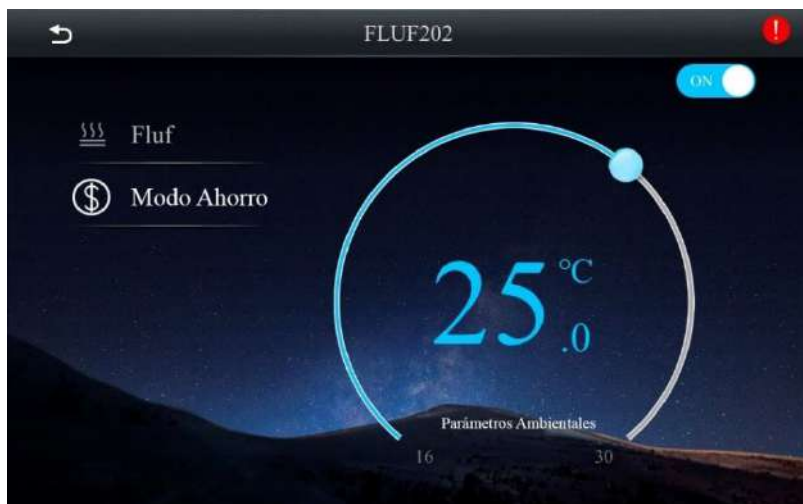 FLUF202
!
ON
Fluf
Modo Ahorro
25.0 °C
Parámetros Ambientales
16 30